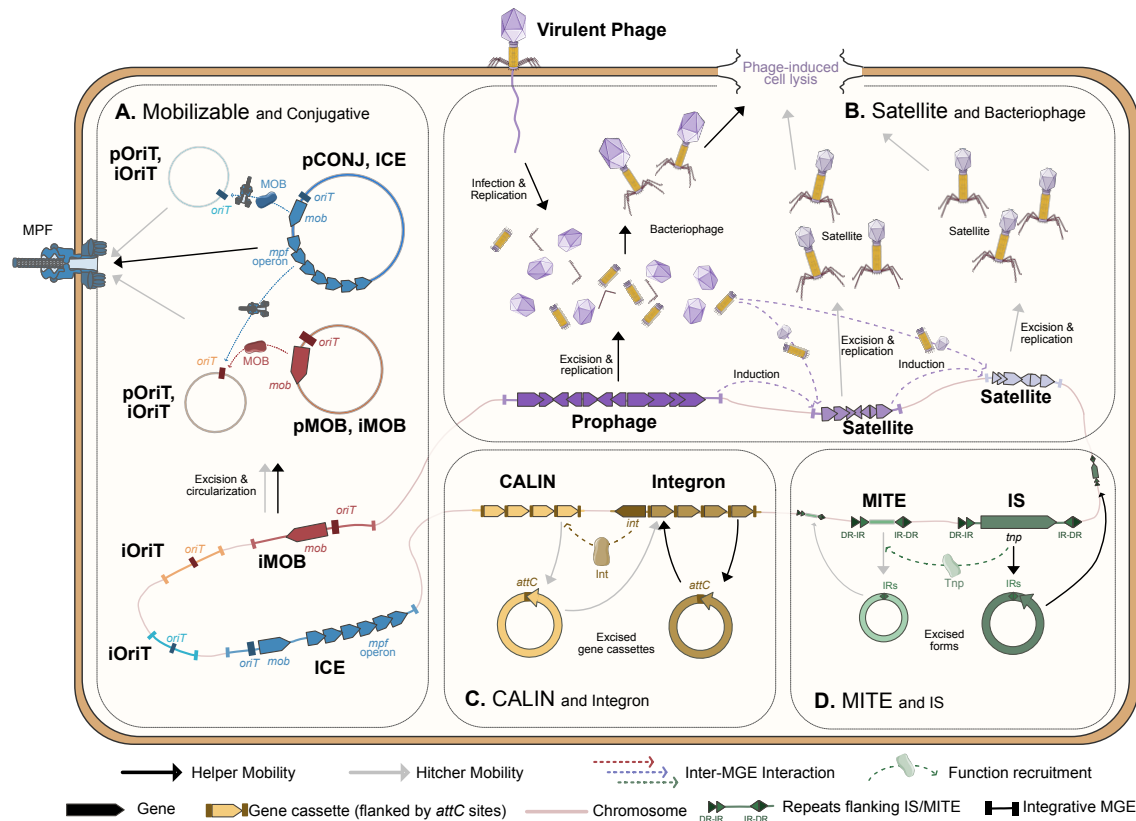 Virulent Phage
Phage-induced
cell lysis
A. Mobilizable and Conjugative
pOriT,
iOriT
oriT
MOB
pCONJ, ICE
oriT
mob
mpf
operon
MPF
oriT
MOB
oriT
mob
pOriT,
iOriT
pMOB, iMOB
Excision &
circularization
oriT
iMOB
mob
iOriT
oriT
iOriT
oriT
oriT
mob
ICE
mpf
operon
B. Satellite and Bacteriophage
Infection &
Replication
Bacteriophage
Satellite
Satellite
Excision &
replication
Induction
Excision &
replication
Induction
Excision &
replication
Prophage
Satellite
Satellite
CALIN
Integron
int
Int
attC
attC
Excised
gene cassettes
C. CALIN and Integron
MITE
IS
DR-IR
IR-DR
DR-IR
tnp
IR-DR
Tnp
IRs
IRs
Excised
forms
D. MITE and IS
Helper Mobility
Hitcher Mobility
Inter-MGE Interaction
Function recruitment
Gene
Gene cassette (flanked by attC sites)
Chromosome
DR-IR
IR-DR
Repeats flanking IS/MITE
Integrative MGE